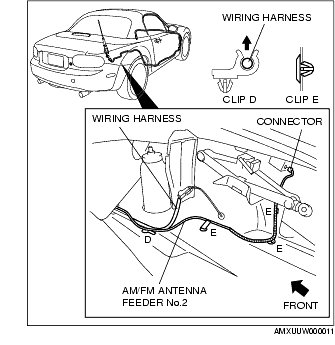 WIRING HARNESS
CLIP D
CLIP E
WIRING HARNESS
CONNECTOR
D
E
E
E
AM/FM ANTENNA
FEEDER No.2
FRONT
AMXUUW000011